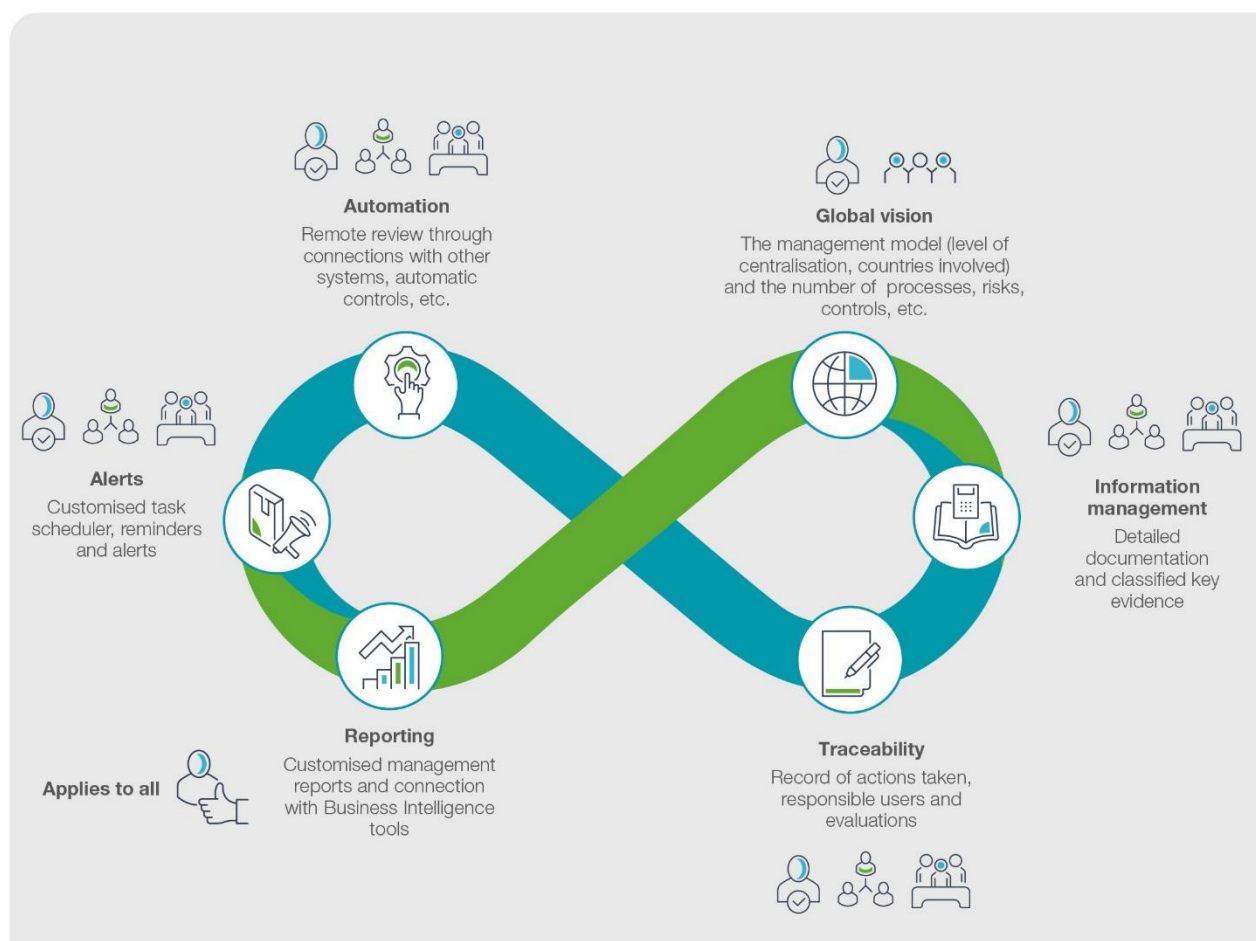 Automation
Remote review through
connections with other
systems, automatic
controls, etc.
Global vision
The management model (level of
centralisation, countries involved)
and the number of processes, risks,
controls, etc.
Alerts
Customised task
scheduler, reminders
and alerts
Information
management
Detailed
documentation
and classified key
evidence
Reporting
Customised management
reports and connection
with Business Intelligence
tools
Applies to all
Traceability
Record of actions taken,
responsible users and
evaluations